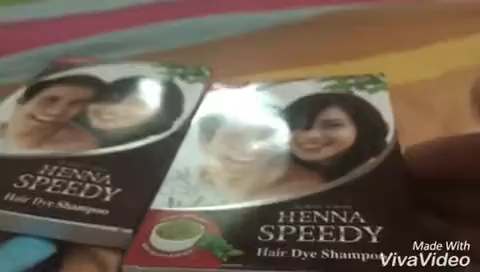 HENNA
SPEEDY
Hair Dye Shampoo
HENNA
SPEEDY
Hair Dye Shampoo
Made With
VivaVideo